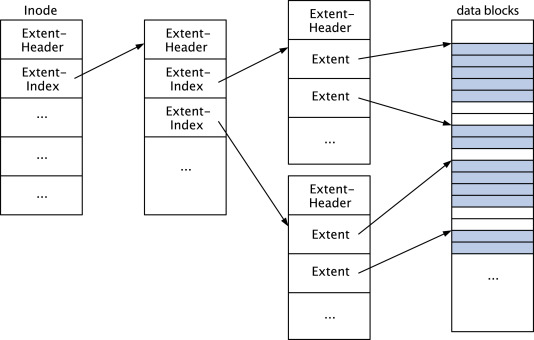 Inode
Extent-
Header
Extent-
Index
...
...
...
Extent-
Header
Extent-
Index
Extent-
Index
...
Extent-
Header
Extent
Extent
...
Extent-
Header
Extent
Extent
...
data blocks
...